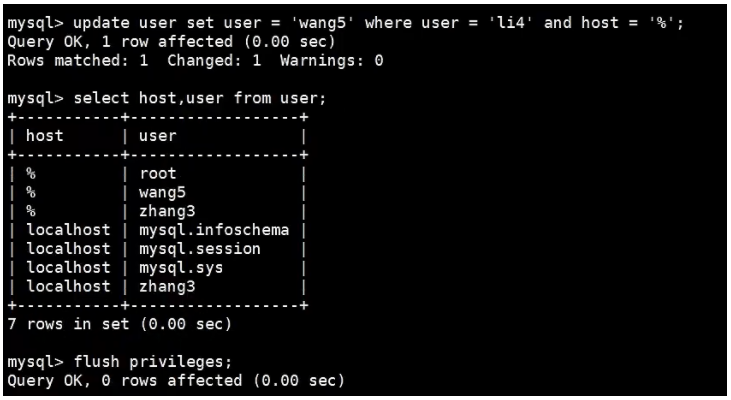 mysql> update user set user = 'wang5' where user = 'li4' and host = '%';
Query OK, 1 row affected (0.00 sec)
Rows matched: 1  Changed: 1  Warnings: 0
mysql> select host,user from user;
+-----------+------------------+
| host      | user             |
+-----------+------------------+
| %         | root             |
| %         | wang5            |
| %         | zhang3           |
| localhost | mysql.infoschema |
| localhost | mysql.session    |
| localhost | mysql.sys        |
| localhost | zhang3           |
+-----------+------------------+
7 rows in set (0.00 sec)
mysql> flush privileges;
Query OK, 0 rows affected (0.00 sec)